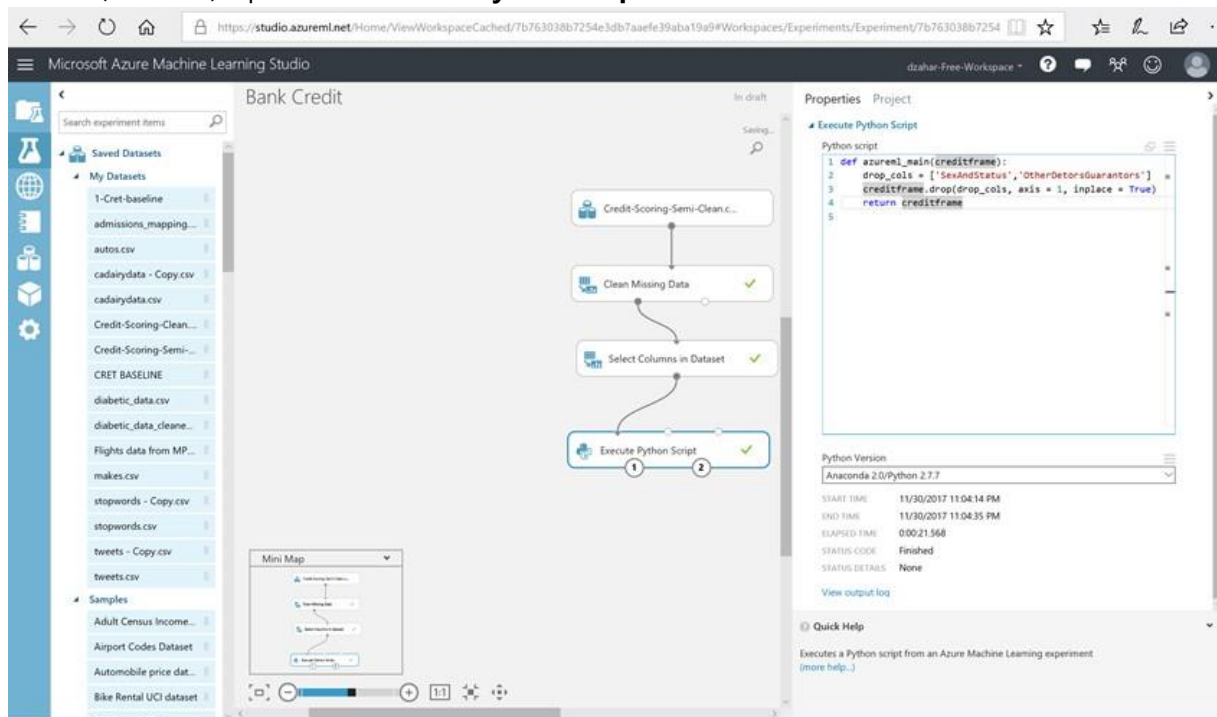 https://studio.azureml.net/Home/ViewWorkspaceCached/7b763038b7254e3db7aaefe39aba19a9#Workspaces/Experiments/Experiment/7b763038b7254
Microsoft Azure Machine Learning Studio
dzahar-Free-Workspace
Search experiment items
Saved Datasets
My Datasets
1-Cret-baseline
admissions_mapping...
autos.csv
cadairydata - Copy.csv
cadairydata.csv
Credit-Scoring-Clean....
Credit-Scoring-Semi-...
CRET BASELINE
diabetic_data.csv
diabetic_data_cleane...
Flights data from MP...
makes.csv
stopwords - Copy.csv
stopwords.csv
tweets - Copy.csv
tweets.csv
Samples
Adult Census Income...
Airport Codes Dataset
Automobile price dat...
Bike Rental UCI dataset
Bank Credit
In draft
Saving...
Credit-Scoring-Semi-Clean.c...
Clean Missing Data
Select Columns in Dataset
Execute Python Script
1
2
Mini Map
1:1
Properties Project
Execute Python Script
Python script
1 def azureml_main(creditframe):
2 drop_cols = ['SexAndStatus','OtherDetorsGuarantors']
3 creditframe.drop(drop_cols, axis = 1, inplace = True)
4 return creditframe
5
Python Version
Anaconda 2.0/Python 2.7.7
START TIME 11/30/2017 11:04:14 PM
END TIME 11/30/2017 11:04:35 PM
ELAPSED TIME 0:00:21.568
STATUS CODE Finished
STATUS DETAILS None
View output log
Quick Help
Executes a Python script from an Azure Machine Learning experiment
(more help...)